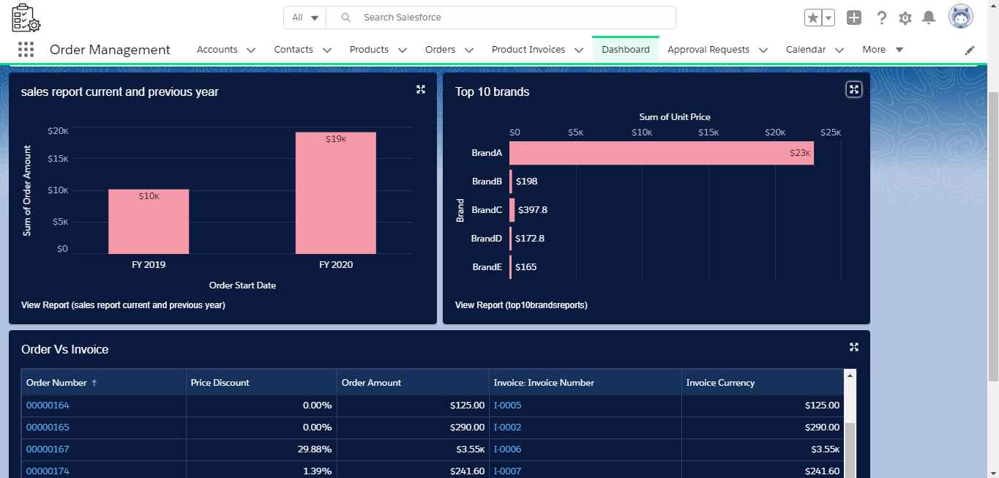 All Search Salesforce
Order Management Accounts Contacts Products Orders Product Invoices Dashboard Approval Requests Calendar More
sales report current and previous year
$20K
$15K
$10K
$5K
$0
Sum of Order Amount
$10K
$19K
FY 2019 FY 2020
Order Start Date
View Report (sales report current and previous year)
Top 10 brands
Sum of Unit Price
$0 $5K $10K $15K $20K $25K
Brand
BrandA $23K
BrandB $198
BrandC $397.8
BrandD $172.8
BrandE $165
View Report (top10brandsreports)
Order Vs Invoice
Order Number ↑ Price Discount Order Amount Invoice: Invoice Number Invoice Currency
00000164 0.00% $125.00 I-0005 $125.00
00000165 0.00% $290.00 I-0002 $290.00
00000167 29.88% $3.55K I-0006 $3.55K
00000174 1.39% $241.60 I-0007 $241.60